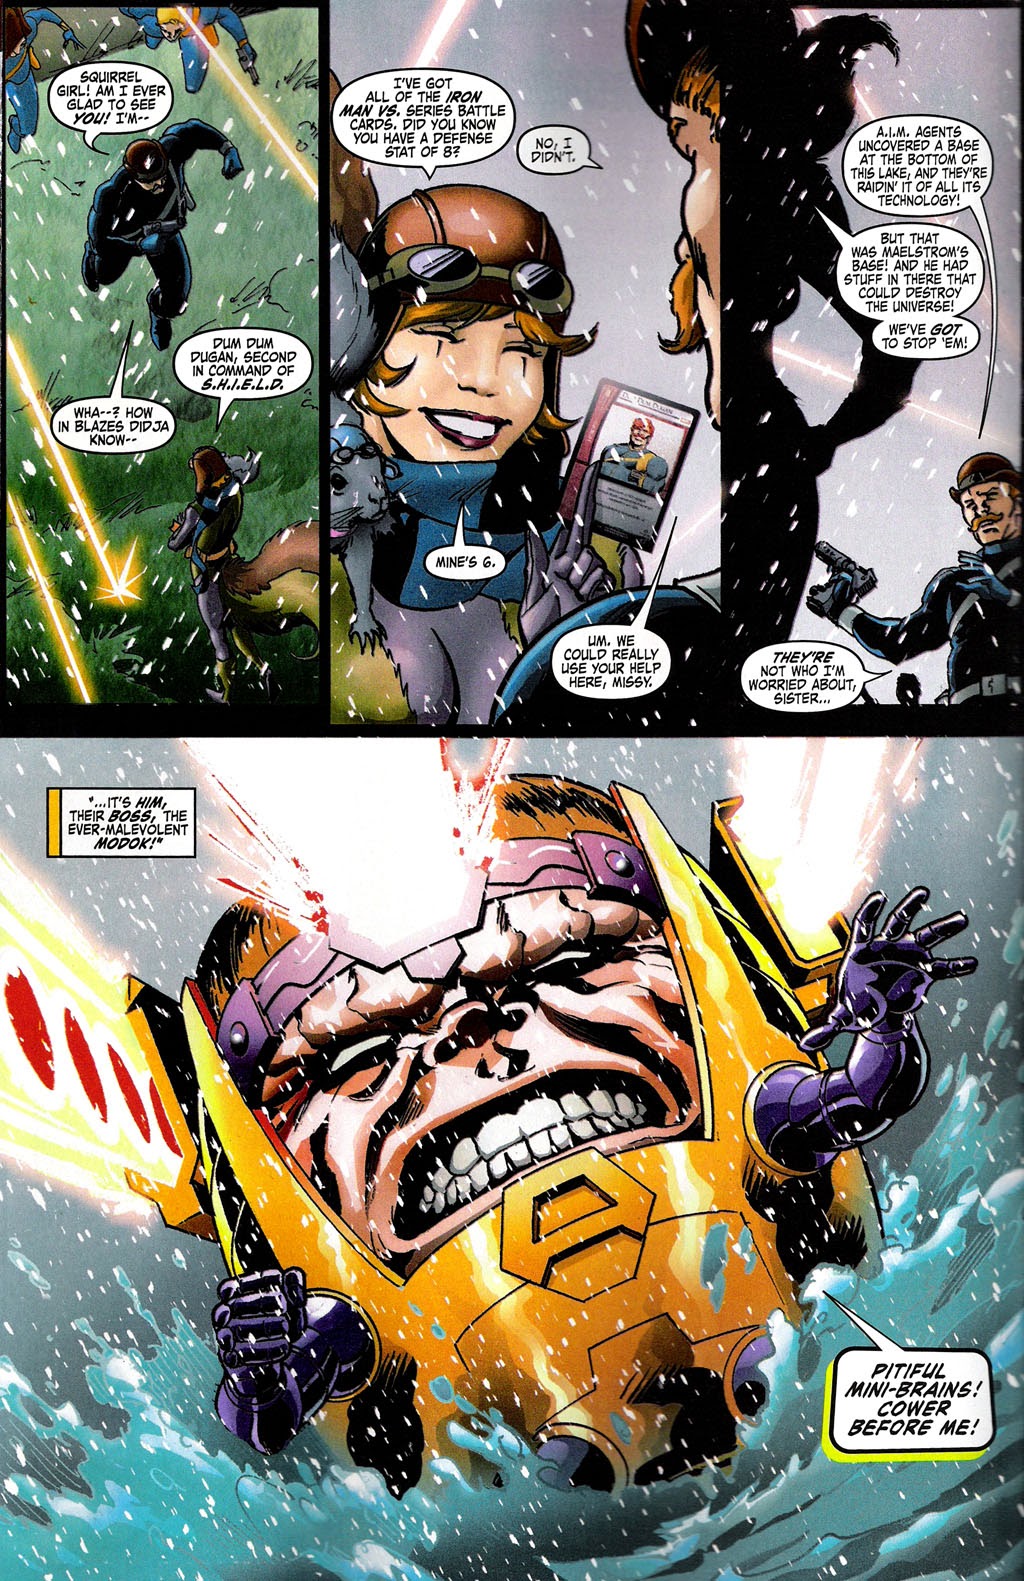 SQUIRREL
GIRL! AM I EVER
GLAD TO SEE
YOU! I'M--
WHA--? HOW
IN BLAZES DIDJA
KNOW--
DUM DUM
DUGAN, SECOND
IN COMMAND OF
S.H.I.E.L.D.
I'VE GOT
ALL OF THE IRON
MAN VS. SERIES BATTLE
CARDS. DID YOU KNOW
YOU HAVE A DEFENSE
STAT OF 8?
NO, I
DIDN'T.
MINE'S 6.
UM. WE
COULD REALLY
USE YOUR HELP
HERE, MISSY.
A.I.M. AGENTS
UNCOVERED A BASE
AT THE BOTTOM OF
THIS LAKE, AND THEY'RE
RAIDIN' IT OF ALL ITS
TECHNOLOGY!
BUT THAT
WAS MAELSTROM'S
BASE! AND HE HAD
STUFF IN THERE THAT
COULD DESTROY
THE UNIVERSE!
WE'VE GOT
TO STOP 'EM!
THEY'RE
NOT WHO I'M
WORRIED ABOUT,
SISTER...
"...IT'S HIM,
THEIR BOSS, THE
EVER-MALEVOLENT
MODOK!"
PITIFUL
MINI-BRAINS!
COWER
BEFORE ME!